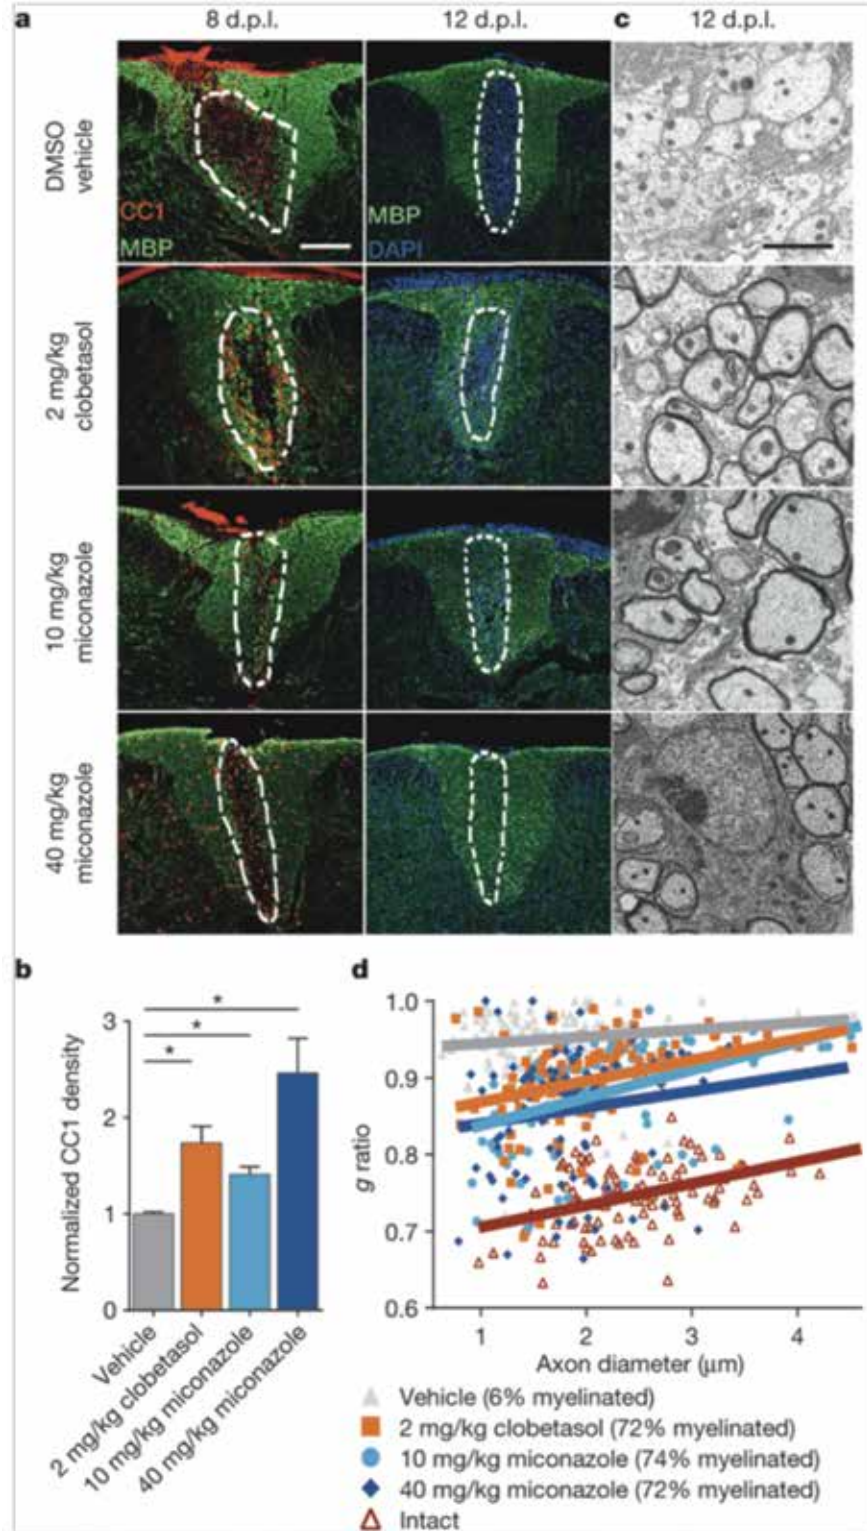 a 8 d.p.l. 12 d.p.l. c 12 d.p.l.
DMSO
vehicle
CC1
MBP
MBP
DAPI
2 mg/kg
clobetasol
10 mg/kg
miconazole
40 mg/kg
miconazole
b
Normalized CC1 density
3
2
1
0
*
*
*
Vehicle
2 mg/kg clobetasol
10 mg/kg miconazole
40 mg/kg miconazole
d
g ratio
1.0
0.9
0.8
0.7
0.6
1 2 3 4
Axon diameter (μm)
Vehicle (6% myelinated)
2 mg/kg clobetasol (72% myelinated)
10 mg/kg miconazole (74% myelinated)
40 mg/kg miconazole (72% myelinated)
Intact